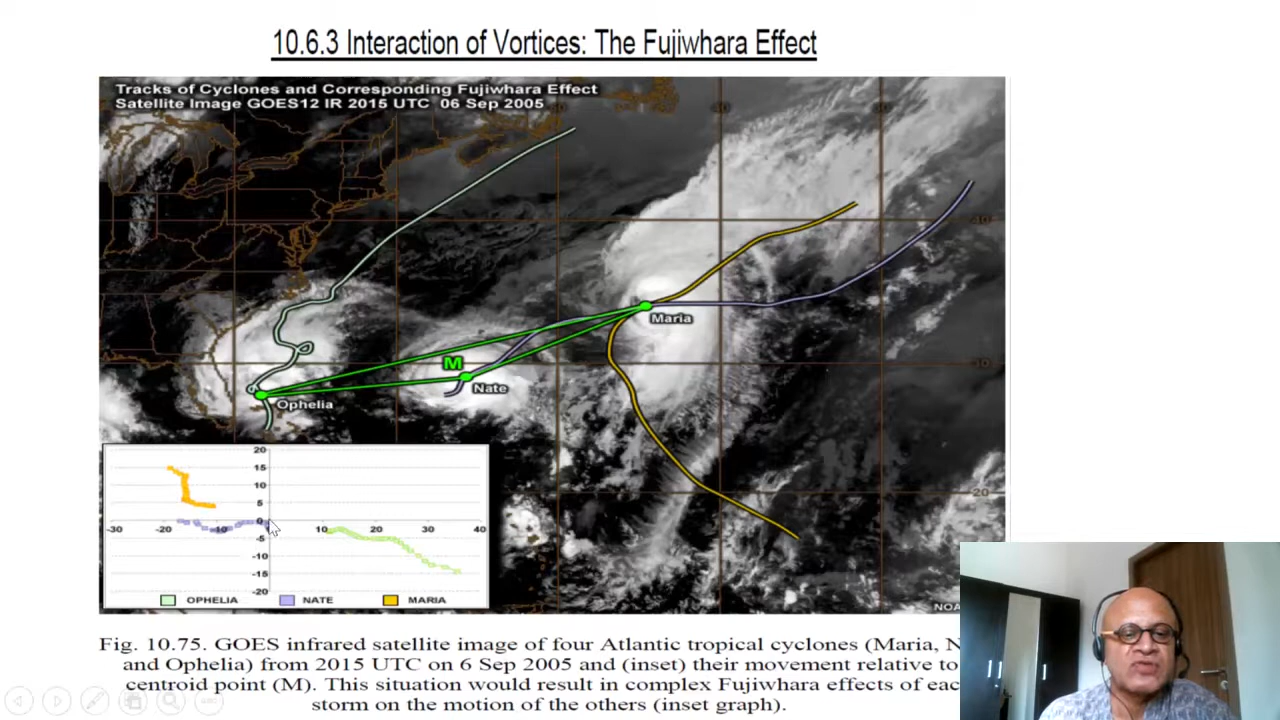 10.6.3 Interaction of Vortices: The Fujiwhara Effect
Tracks of Cyclones and Corresponding Fujiwhara Effect
Satellite Image GOES12 IR 2015 UTC 06 Sep 2005
40
40
Maria
M
Nate
30
Ophelia
20
20
15
10
5
0
-30 -20 -10 10 20 30 40
-5
-10
-15
-20
OPHELIA NATE MARIA
NOA
Fig. 10.75. GOES infrared satellite image of four Atlantic tropical cyclones (Maria, N
and Ophelia) from 2015 UTC on 6 Sep 2005 and (inset) their movement relative to
centroid point (M). This situation would result in complex Fujiwhara effects of eac
storm on the motion of the others (inset graph).